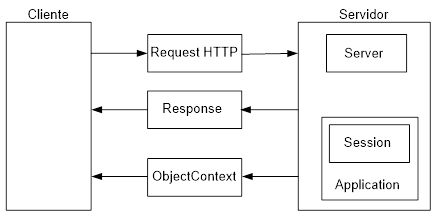 Cliente
Servidor
Request HTTP
Server
Response
Session
ObjectContext
Application